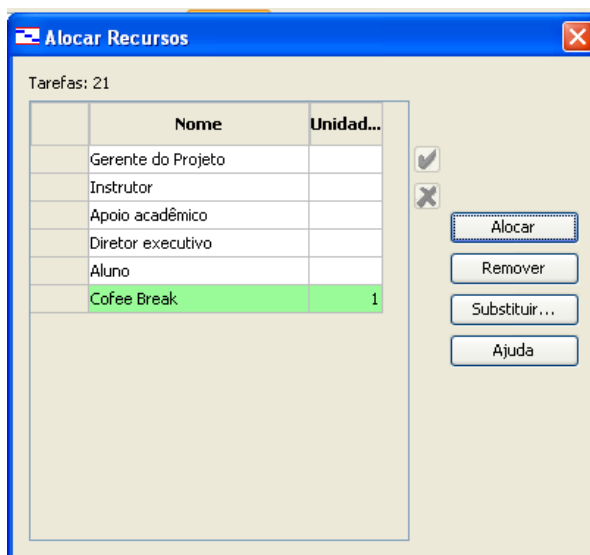 Alocar Recursos
Tarefas: 21
Nome Unidad...
Gerente do Projeto
Instrutor
Apoio acadêmico
Diretor executivo
Aluno
Cofee Break 1
Alocar
Remover
Substituir...
Ajuda